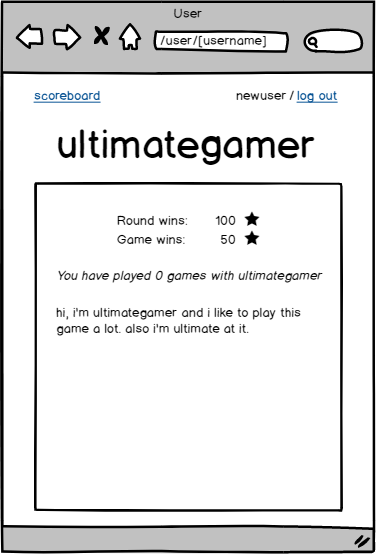 User
/user/[username]
scoreboard
newuser / log out
ultimategamer
Round wins: 100
Game wins: 50
You have played 0 games with ultimategamer
hi, i'm ultimategamer and i like to play this
game a lot. also i'm ultimate at it.